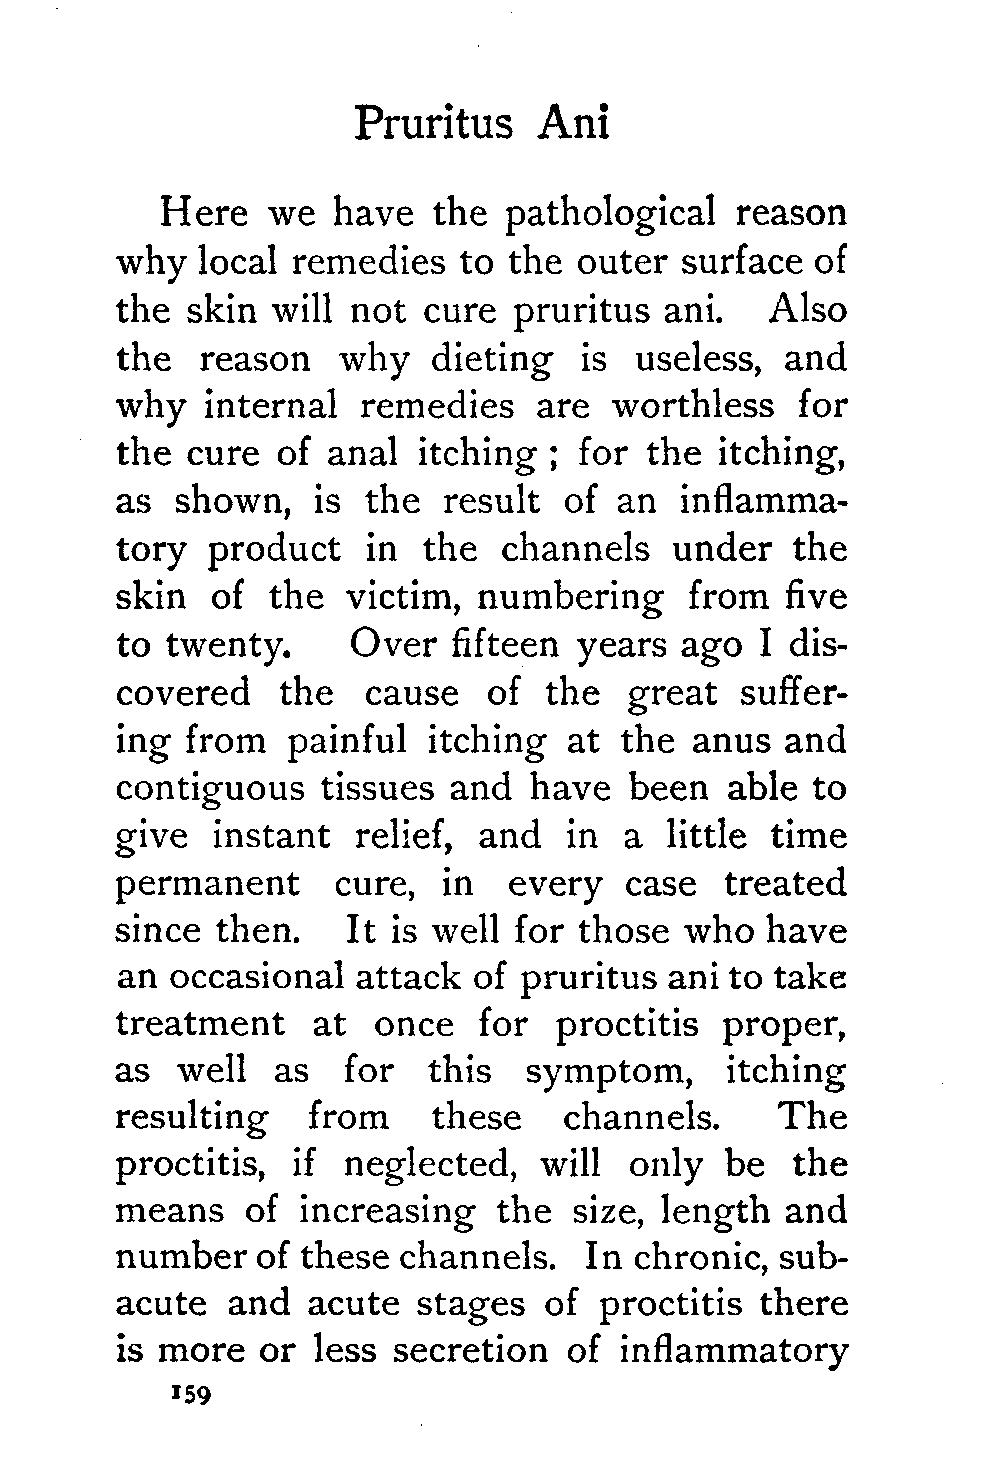 Pruritus Ani
Here we have the pathological reason
why local remedies to the outer surface of
the skin will not cure pruritus ani. Also
the reason why dieting is useless, and
why internal remedies are worthless for
the cure of anal itching ; for the itching,
as shown, is the result of an inflamma-
tory product in the channels under the
skin of the victim, numbering from five
to twenty. Over fifteen years ago I dis-
covered the cause of the great suffer-
ing from painful itching at the anus and
contiguous tissues and have been able to
give instant relief, and in a little time
permanent cure, in every case treated
since then. It is well for those who have
an occasional attack of pruritus ani to take
treatment at once for proctitis proper,
as well as for this symptom, itching
resulting from these channels. The
proctitis, if neglected, will only be the
means of increasing the size, length and
number of these channels. In chronic, sub-
acute and acute stages of proctitis there
is more or less secretion of inflammatory
159